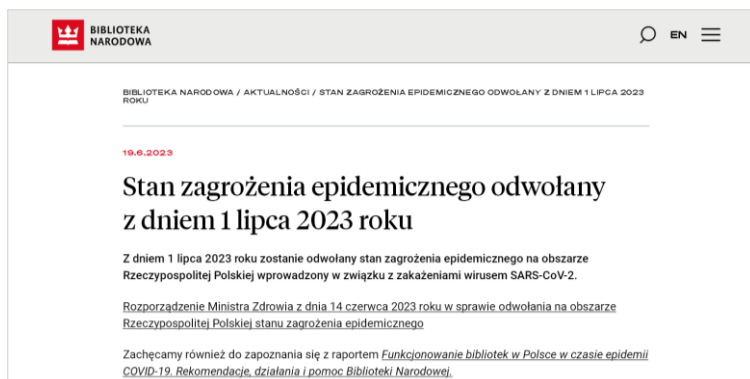 BIBLIOTEKA
NARODOWA
EN
BIBLIOTEKA NARODOWA / AKTUALNOŚCI / STAN ZAGROŻENIA EPIDEMICZNEGO ODWOŁANY Z DNIEM 1 LIPCA 2023
ROKU
19.6.2023
Stan zagrożenia epidemicznego odwołany
z dniem 1 lipca 2023 roku
Z dniem 1 lipca 2023 roku zostanie odwołany stan zagrożenia epidemicznego na obszarze
Rzeczypospolitej Polskiej wprowadzony w związku z zakażeniami wirusem SARS-CoV-2.
Rozporządzenie Ministra Zdrowia z dnia 14 czerwca 2023 roku w sprawie odwołania na obszarze
Rzeczypospolitej Polskiej stanu zagrożenia epidemicznego
Zachęcamy również do zapoznania się z raportem Funkcjonowanie bibliotek w Polsce w czasie epidemii
COVID-19. Rekomendacje, działania i pomoc Biblioteki Narodowej.